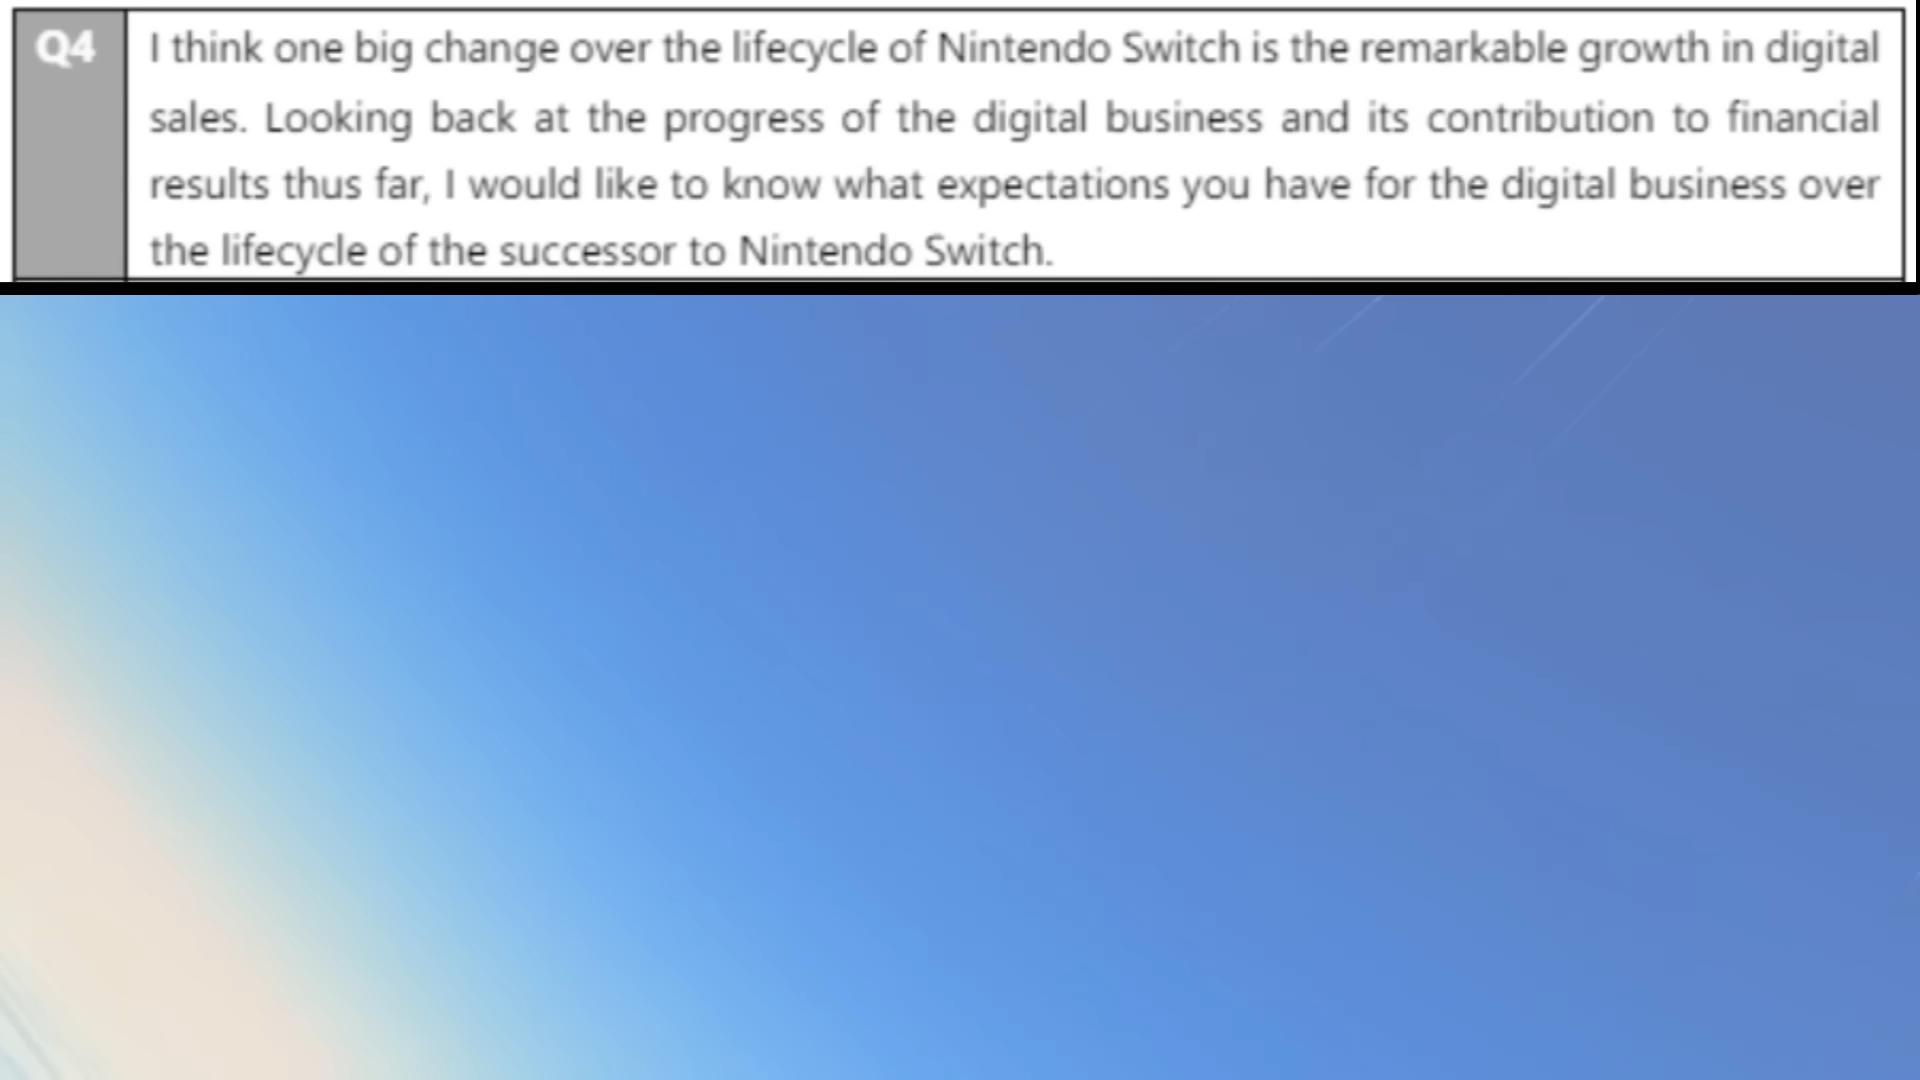 Q4
I think one big change over the lifecycle of Nintendo Switch is the remarkable growth in digital
sales. Looking back at the progress of the digital business and its contribution to financial
results thus far, I would like to know what expectations you have for the digital business over
the lifecycle of the successor to Nintendo Switch.